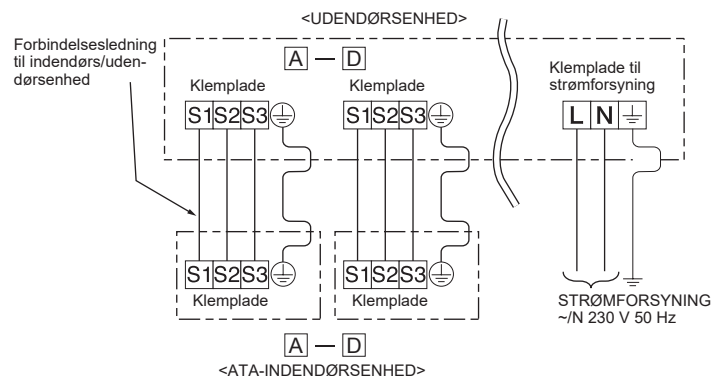 <UDENDØRSENHED>
Forbindelsesledning
til indendørs/uden-
dørsenhed
A — D
Klemplade
S1 S2 S3
Klemplade
S1 S2 S3
Klemplade til
strømforsyning
L N
S1 S2 S3
Klemplade
S1 S2 S3
Klemplade
STRØMFORSYNING
~/N 230 V 50 Hz
A — D
<ATA-INDENDØRSENHED>